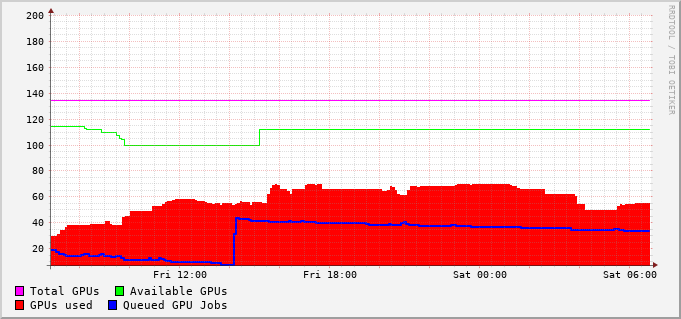 200
180
160
140
120
100
80
60
40
20
Fri 12:00 Fri 18:00 Sat 00:00 Sat 06:00
Total GPUs Available GPUs
GPUs used Queued GPU Jobs
RRDTOOL / TOBI OETIKER